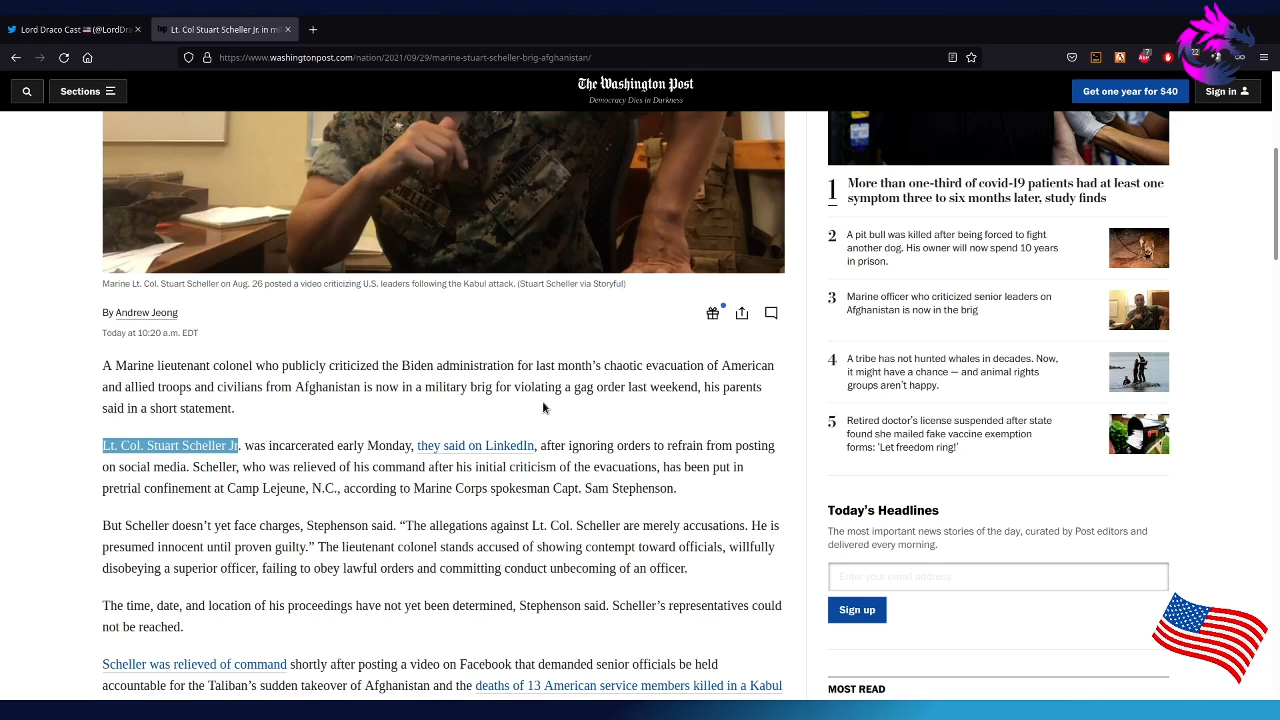 Lord Draco Cast (@LordDra
Lt. Col Stuart Scheller Jr. in mi
https://www.washingtonpost.com/nation/2021/09/29/marine-stuart-scheller-brig-afghanistan/
7
22
Sections
The Washington Post
Democracy Dies in Darkness
Get one year for $40
Sign in
Marine Lt. Col. Stuart Scheller on Aug. 26 posted a video criticizing U.S. leaders following the Kabul attack. (Stuart Scheller via Storyful)
By Andrew Jeong
Today at 10:20 a.m. EDT
A Marine lieutenant colonel who publicly criticized the Biden administration for last month's chaotic evacuation of American
and allied troops and civilians from Afghanistan is now in a military brig for violating a gag order last weekend, his parents
said in a short statement.
Lt. Col. Stuart Scheller Jr. was incarcerated early Monday, they said on LinkedIn, after ignoring orders to refrain from posting
on social media. Scheller, who was relieved of his command after his initial criticism of the evacuations, has been put in
pretrial confinement at Camp Lejeune, N.C., according to Marine Corps spokesman Capt. Sam Stephenson.
But Scheller doesn't yet face charges, Stephenson said. “The allegations against Lt. Col. Scheller are merely accusations. He is
presumed innocent until proven guilty.” The lieutenant colonel stands accused of showing contempt toward officials, willfully
disobeying a superior officer, failing to obey lawful orders and committing conduct unbecoming of an officer.
The time, date, and location of his proceedings have not yet been determined, Stephenson said. Scheller's representatives could
not be reached.
Scheller was relieved of command shortly after posting a video on Facebook that demanded senior officials be held
accountable for the Taliban's sudden takeover of Afghanistan and the deaths of 13 American service members killed in a Kabul
1 More than one-third of covid-19 patients had at least one
symptom three to six months later, study finds
2 A pit bull was killed after being forced to fight
another dog. His owner will now spend 10 years
in prison.
3 Marine officer who criticized senior leaders on
Afghanistan is now in the brig
4 A tribe has not hunted whales in decades. Now,
it might have a chance — and animal rights
groups aren't happy.
5 Retired doctor's license suspended after state
found she mailed fake vaccine exemption
forms: 'Let freedom ring!'
Today's Headlines
The most important news stories of the day, curated by Post editors and
delivered every morning.
Enter your email address
Sign up
MOST READ